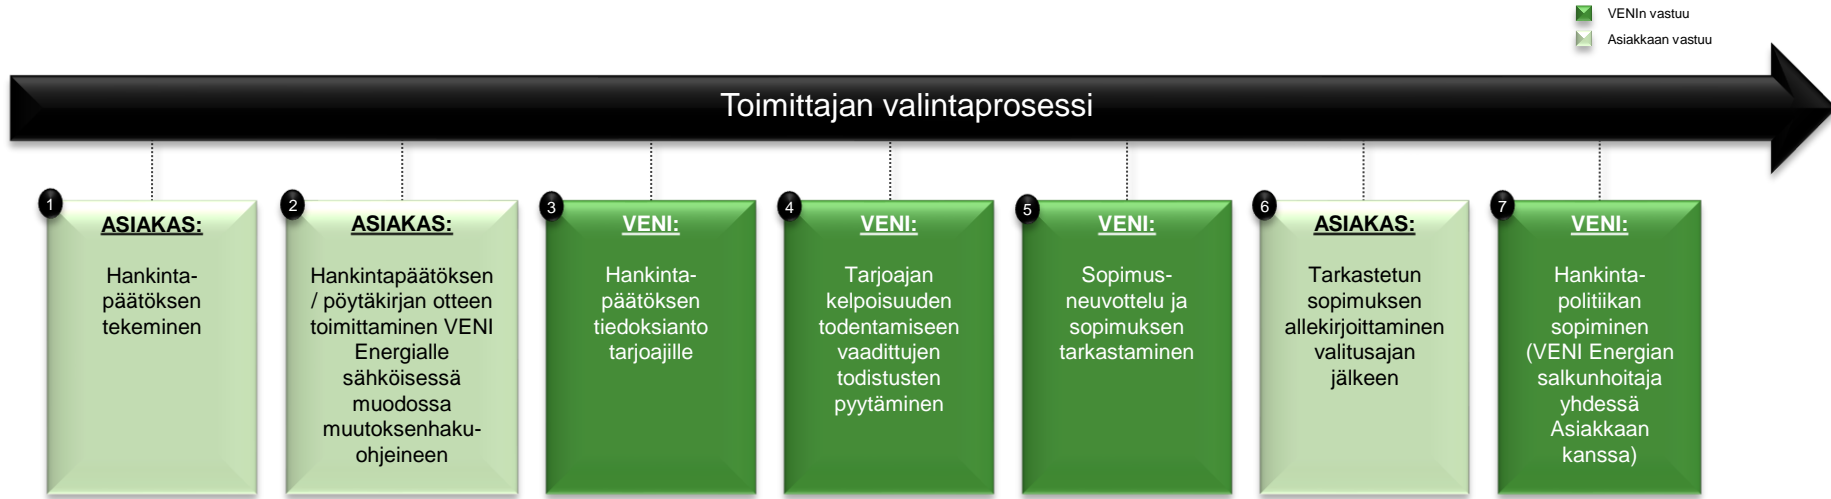 VENIn vastuu
Asiakkaan vastuu
Toimittajan valintaprosessi
1
ASIAKAS:
Hankinta-
päätöksen
tekeminen
2
ASIAKAS:
Hankintapäätöksen
/ pöytäkirjan otteen
toimittaminen VENI
Energialle
sähköisessä
muodossa
muutoksenhaku-
ohjeineen
3
VENI:
Hankinta-
päätöksen
tiedoksianto
tarjoajille
4
VENI:
Tarjoajan
kelpoisuuden
todentamiseen
vaadittujen
todistusten
pyytäminen
5
VENI:
Sopimus-
neuvottelu ja
sopimuksen
tarkastaminen
6
ASIAKAS:
Tarkastetun
sopimuksen
allekirjoittaminen
valitusajan
jälkeen
7
VENI:
Hankinta-
politiikan
sopiminen
(VENI Energian
salkunhoitaja
yhdessä
Asiakkaan
kanssa)